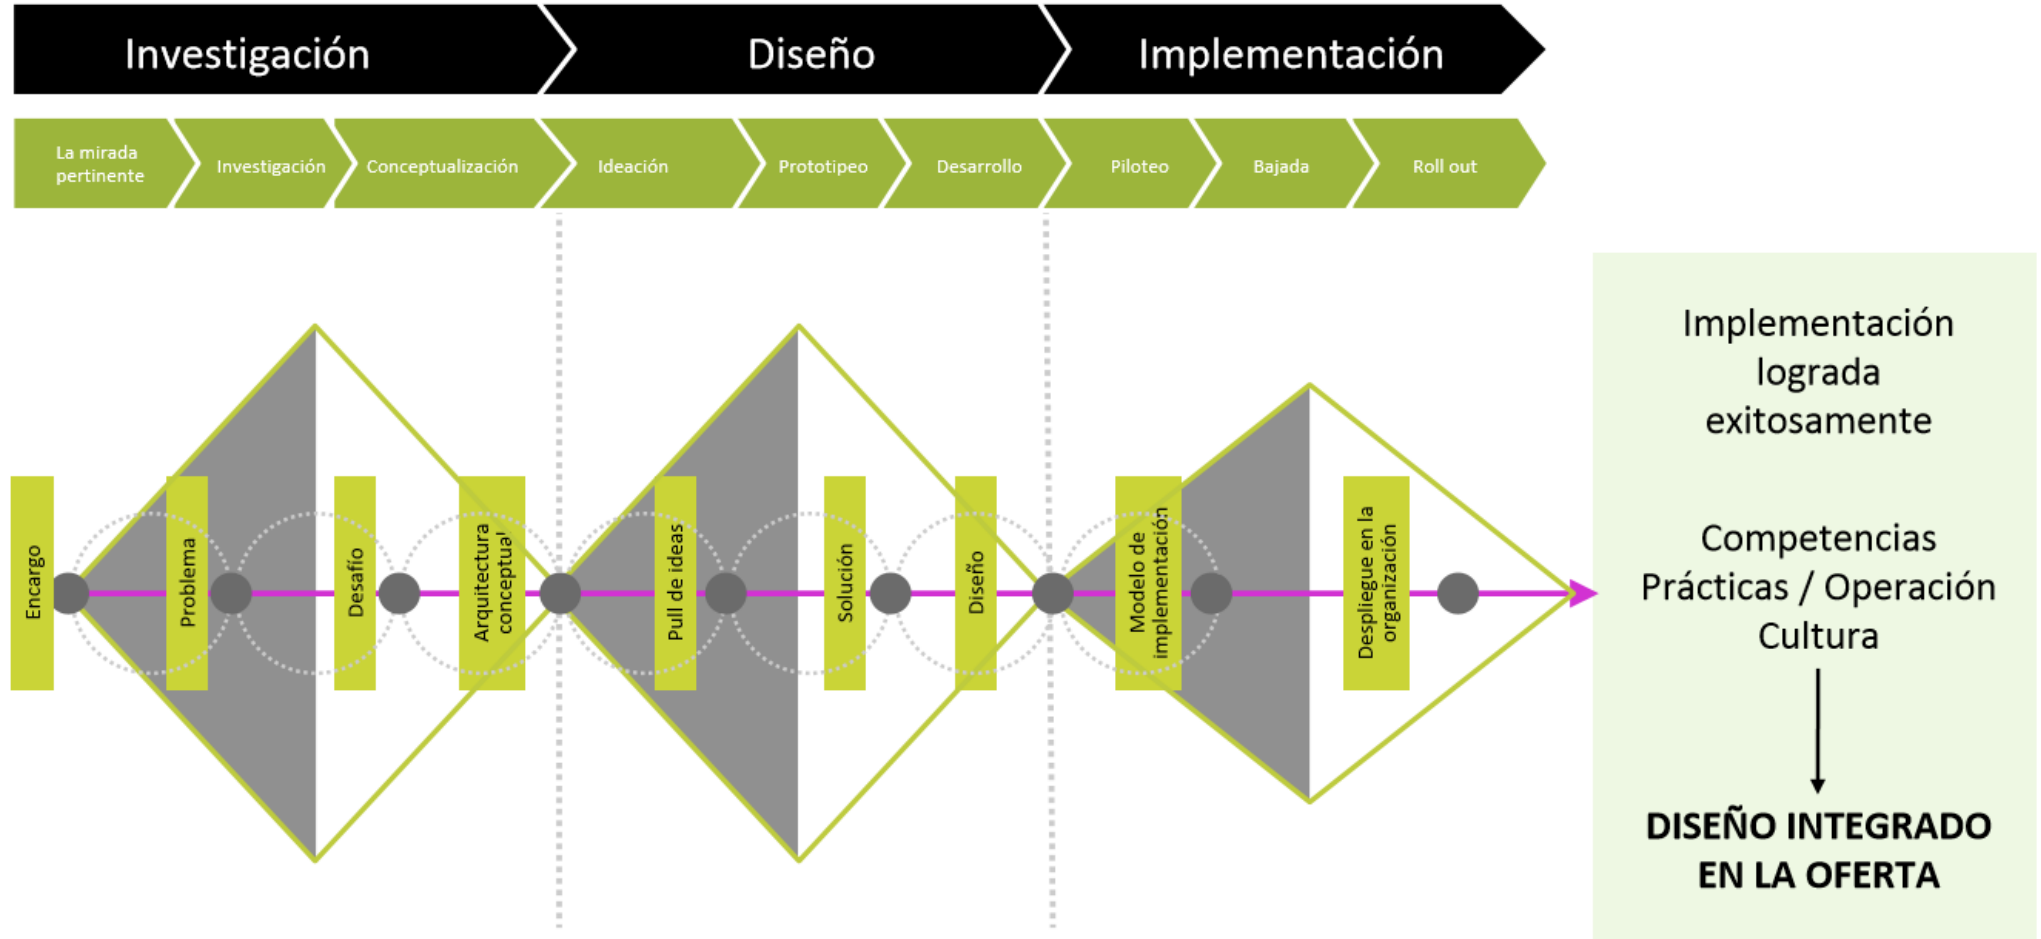 Investigación
Diseño
Implementación
La mirada
pertinente
Investigación
Conceptualización
Ideación
Prototipeo
Desarrollo
Piloteo
Bajada
Roll out
Encargo
Problema
Desafío
Arquitectura
conceptual
Pull de ideas
Solución
Diseño
Modelo de
implementación
Despliegue en la
organización
Implementación
lograda
exitosamente
Competencias
Prácticas / Operación
Cultura
DISEÑO INTEGRADO
EN LA OFERTA